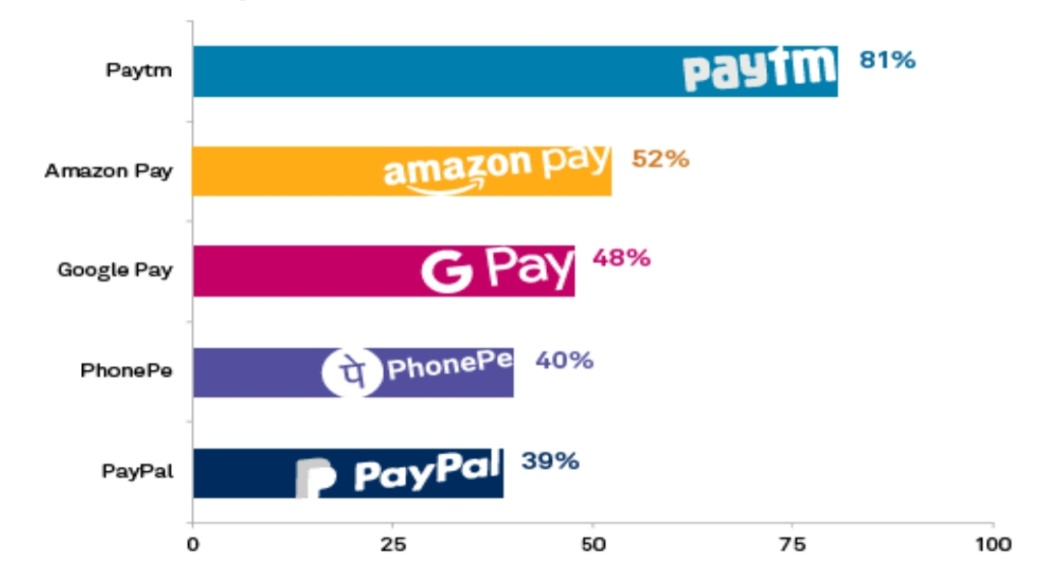 Paytm
paytm
81%
Amazon Pay
amazon pay
52%
Google Pay
G Pay
48%
PhonePe
पे PhonePe
40%
PayPal
P PayPal
39%
0 25 50 75 100